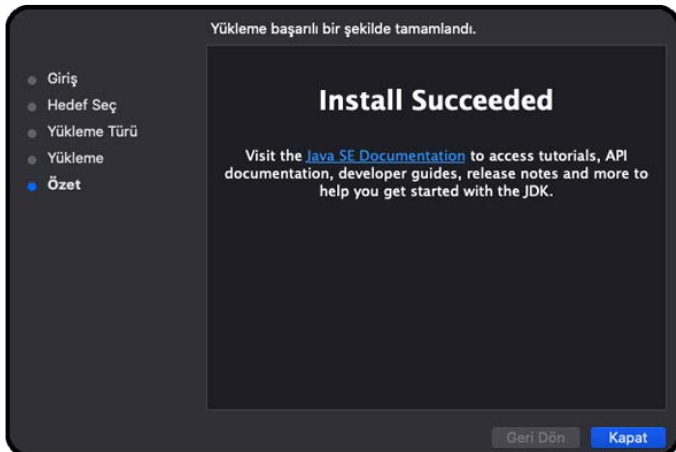 Yükleme başarılı bir şekilde tamamlandı.
Giriş
Hedef Seç
Yükleme Türü
Yükleme
Özet
Install Succeeded
Visit the Java SE Documentation to access tutorials, API
documentation, developer guides, release notes and more to
help you get started with the JDK.
Geri Dön
Kapat